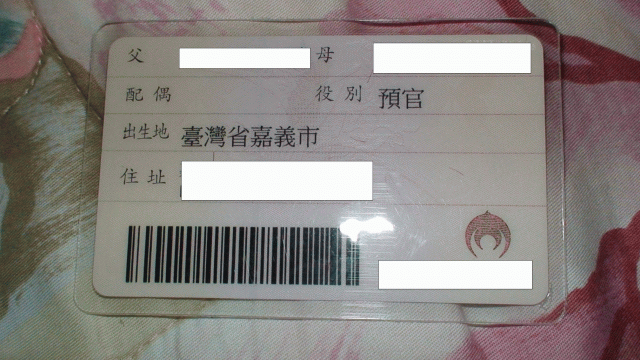 父 母
配偶 役別 預官
出生地 臺灣省嘉義市
住址